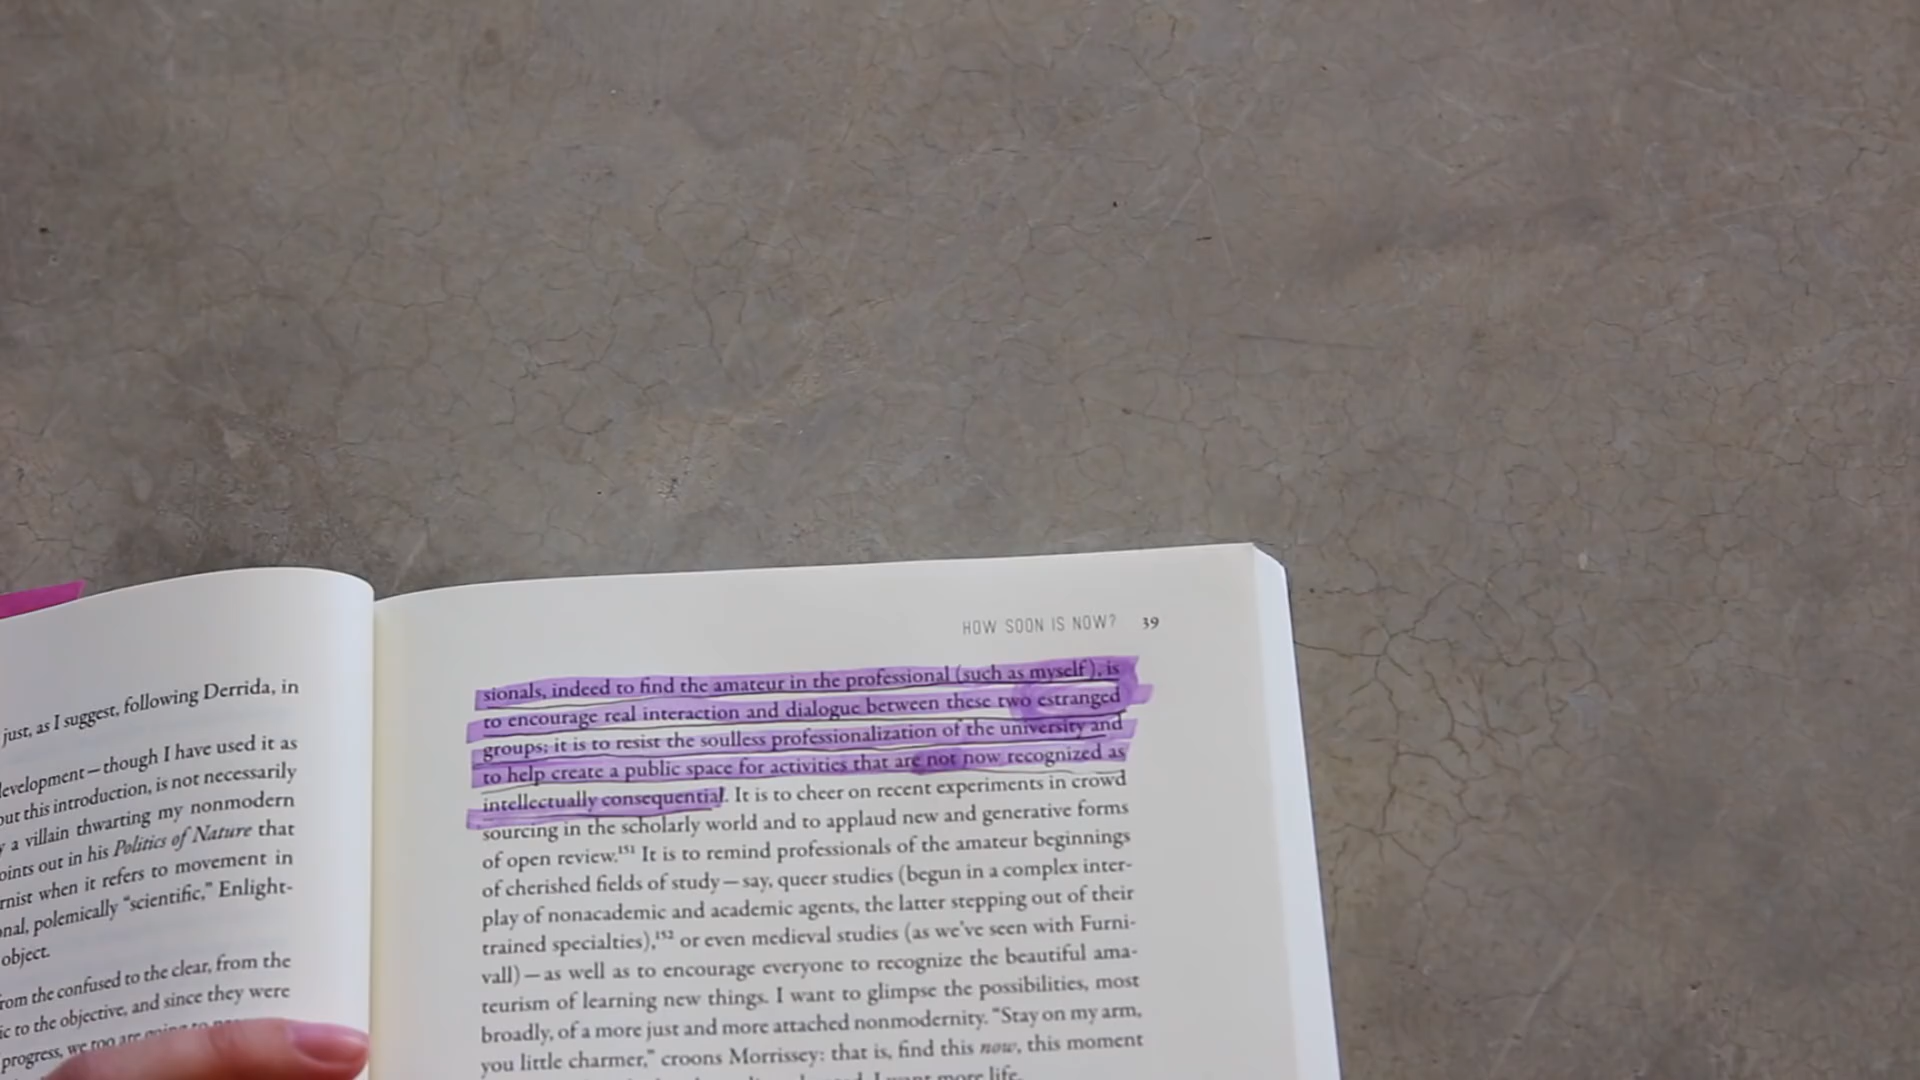 just, as I suggest, following Derrida, in
development—though I have used it as
out this introduction, is not necessarily
a villain thwarting my nonmodern
points out in his Politics of Nature that
when it refers to movement in
polemically “scientific,” Enlight-
object.
from the confused to the clear, from the
to the objective, and since they were
progress, we too are going to
HOW SOON IS NOW? 39
sionals, indeed to find the amateur in the professional (such as myself), is
to encourage real interaction and dialogue between these two estranged
groups; it is to resist the soulless professionalization of the university and
to help create a public space for activities that are not now recognized as
intellectually consequential. It is to cheer on recent experiments in crowd
sourcing in the scholarly world and to applaud new and generative forms
of open review.151 It is to remind professionals of the amateur beginnings
of cherished fields of study—say, queer studies (begun in a complex inter-
play of nonacademic and academic agents, the latter stepping out of their
trained specialties),152 or even medieval studies (as we’ve seen with Furni-
vall)—as well as to encourage everyone to recognize the beautiful ama-
teurism of learning new things. I want to glimpse the possibilities, most
broadly, of a more just and more attached nonmodernity. “Stay on my arm,
you little charmer,” croons Morrissey: that is, find this now, this moment
I want more life.